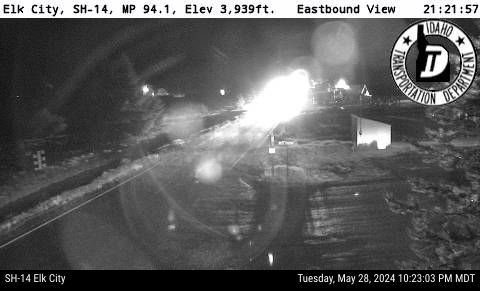 Elk City, SH-14, MP 94.1, Elev 3,939ft. Eastbound View 21:21:57
IDAHO
TRANSPORTATION DEPARTMENT
SH-14 Elk City Tuesday, May 28, 2024 10:23:03 PM MDT